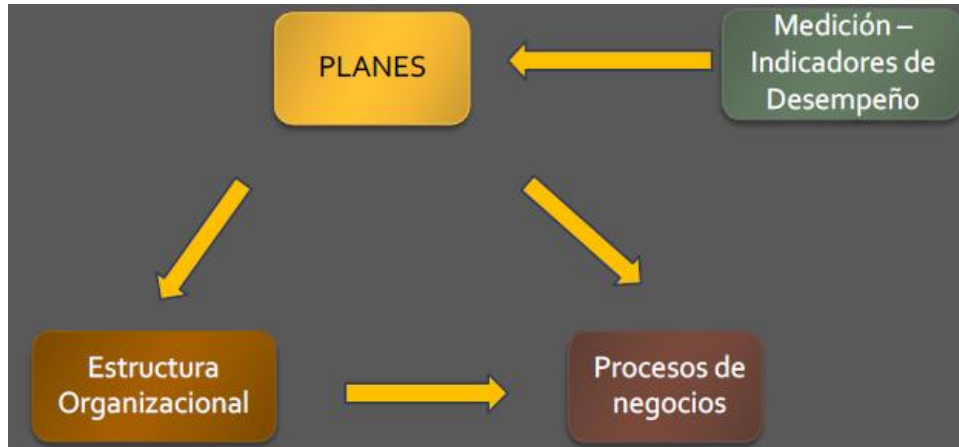 PLANES
Medición –
Indicadores de
Desempeño
Estructura
Organizacional
Procesos de
negocios